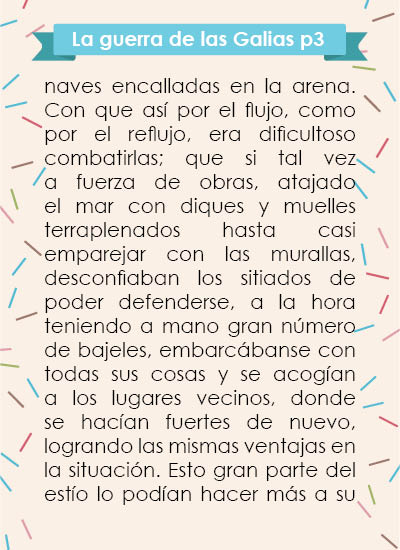 La guerra de las Galias p3
naves encalladas en la arena.
Con que así por el flujo, como
por el reflujo, era dificultoso
combatirlas; que si tal vez
a fuerza de obras, atajado
el mar con diques y muelles
terraplenados hasta casi
emparejar con las murallas,
desconfiaban los sitiados de
poder defenderse, a la hora
teniendo a mano gran número
de bajeles, embarcábanse con
todas sus cosas y se acogían
a los lugares vecinos, donde
se hacían fuertes de nuevo,
logrando las mismas ventajas en
la situación. Esto gran parte del
estío lo podían hacer más a su